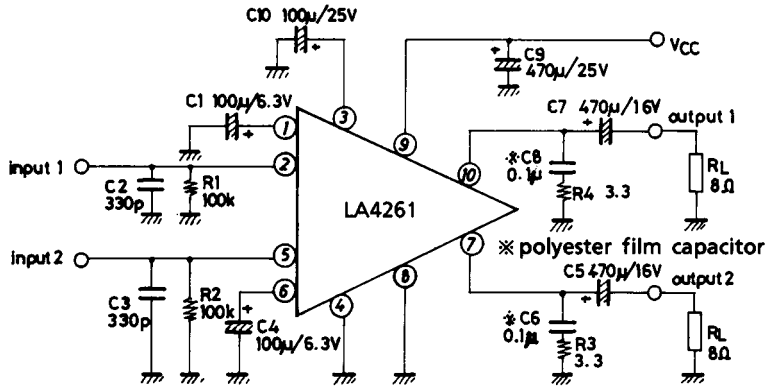 C10 100μ/25V
VCC
C9
470μ/25V
C1 100μ/6.3V
1
3
9
C7 470μ/16V
output 1
input 1
2
10
※C8
0.1μ
R4 3.3
RL
8Ω
C2
330p
R1
100k
LA4261
input 2
5
7
※ polyester film capacitor
C5 470μ/16V
output 2
6
8
4
C3
330p
R2
100k
C4
100μ/6.3V
※C6
0.1μ
R3
3.3
RL
8Ω